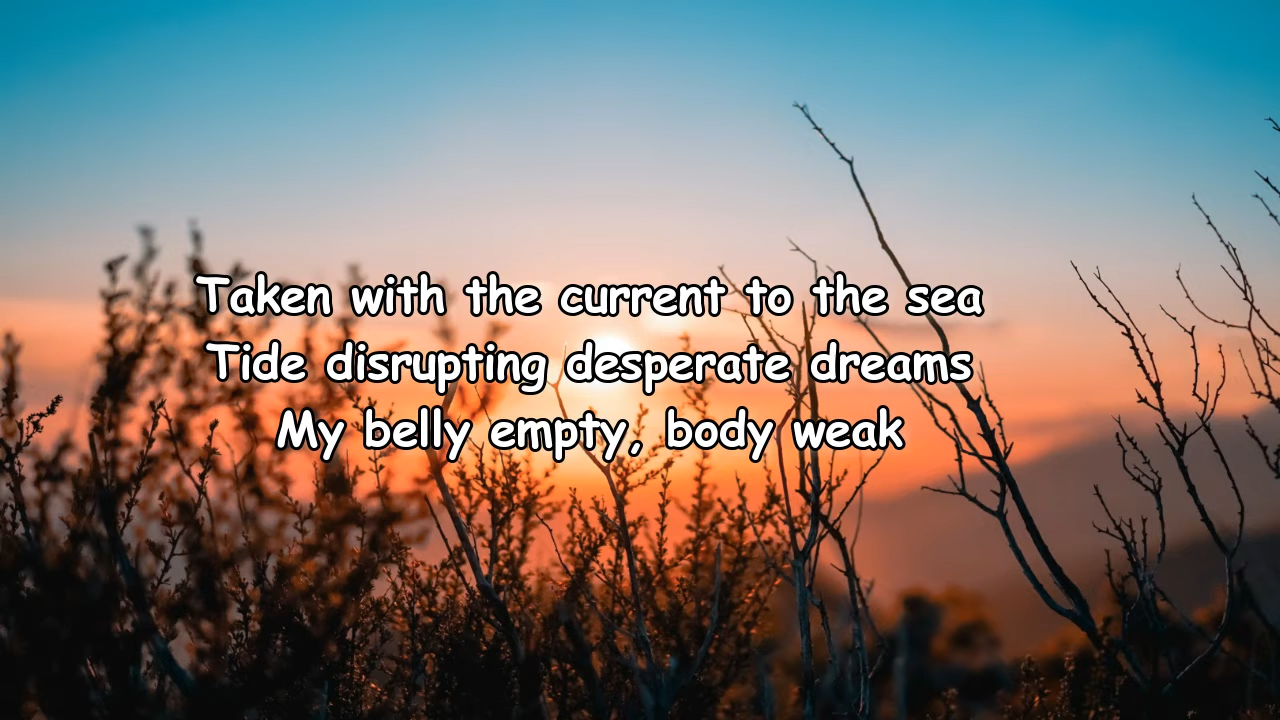 Taken with the current to the sea
Tide disrupting desperate dreams
My belly empty, body weak